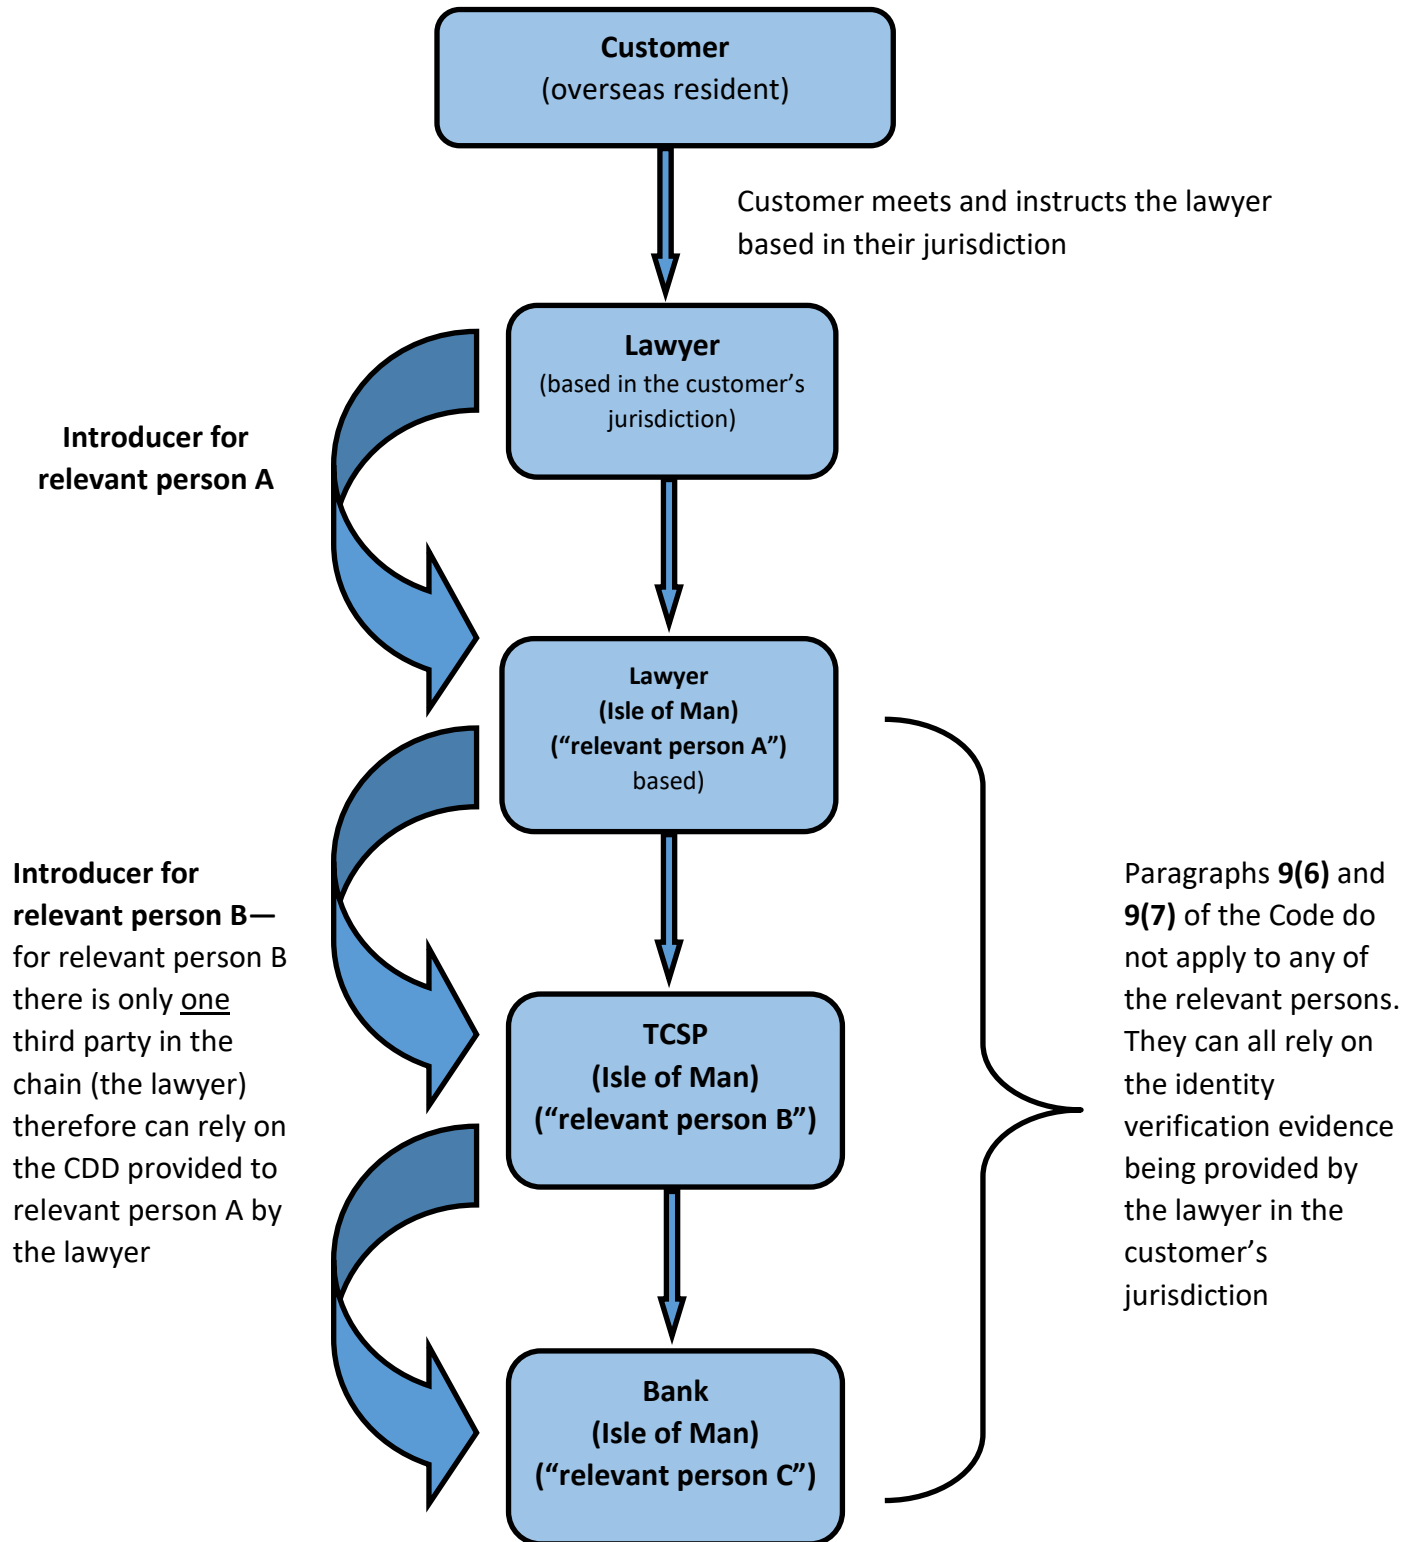 Customer
(overseas resident)
Customer meets and instructs the lawyer
based in their jurisdiction
Lawyer
(based in the customer’s
jurisdiction)
Introducer for
relevant person A
Lawyer
(Isle of Man)
(“relevant person A”)
based)
Introducer for
relevant person B—
for relevant person B
there is only one
third party in the
chain (the lawyer)
therefore can rely on
the CDD provided to
relevant person A by
the lawyer
TCSP
(Isle of Man)
(“relevant person B”)
Paragraphs 9(6) and
9(7) of the Code do
not apply to any of
the relevant persons.
They can all rely on
the identity
verification evidence
being provided by
the lawyer in the
customer’s
jurisdiction
Bank
(Isle of Man)
(“relevant person C”)